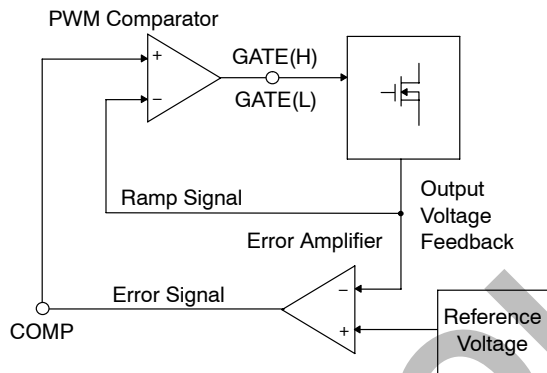 PWM Comparator
+
GATE(H)
−
GATE(L)
Ramp Signal
Output
Voltage
Feedback
Error Amplifier
−
Error Signal
+
COMP
Reference
Voltage